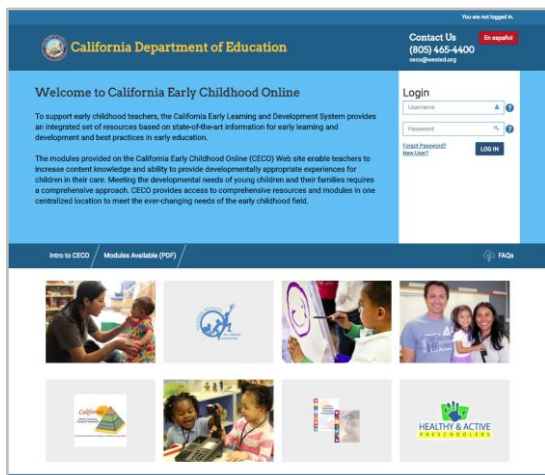 You are not logged in.
California Department of Education
Contact Us
(805) 465-4400
ceco@wested.org
En español
Welcome to California Early Childhood Online
To support early childhood teachers, the California Early Learning and Development System provides
an integrated set of resources based on state-of-the-art information for early learning and
development and best practices in early education.
The modules provided on the California Early Childhood Online (CECO) Web site enable teachers to
increase content knowledge and ability to provide developmentally appropriate experiences for
children in their care. Meeting the developmental needs of young children and their families requires
a comprehensive approach. CECO provides access to comprehensive resources and modules in one
centralized location to meet the ever-changing needs of the early childhood field.
Login
Username
Password
Forgot Password?
New User?
LOG IN
Intro to CECO
Modules Available (PDF)
FAQs
California
HEALTHY & ACTIVE
PRESCHOOLERS